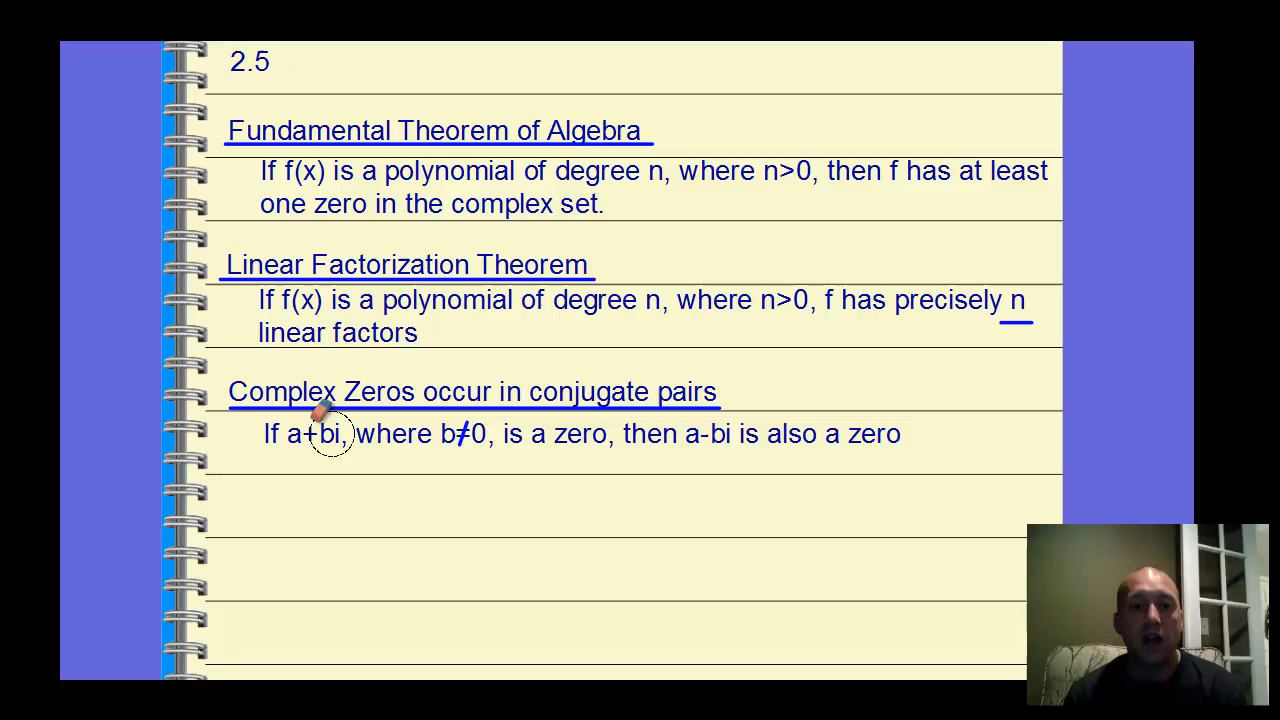 2.5
Fundamental Theorem of Algebra
If f(x) is a polynomial of degree n, where n>0, then f has at least
one zero in the complex set.
Linear Factorization Theorem
If f(x) is a polynomial of degree n, where n>0, f has precisely n
linear factors
Complex Zeros occur in conjugate pairs
If a+bi, where b≠0, is a zero, then a-bi is also a zero